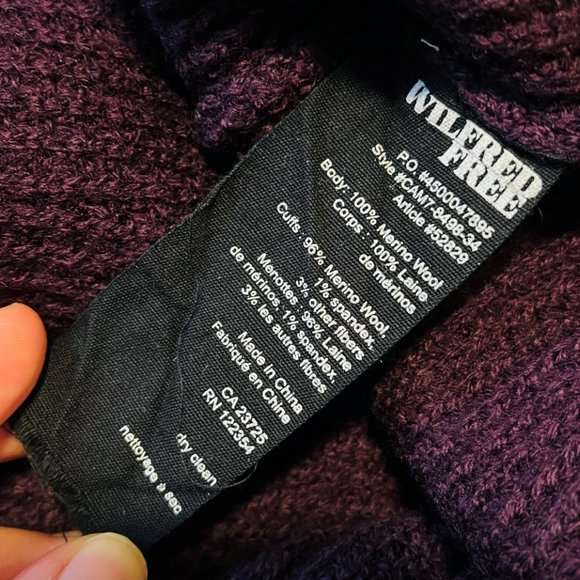 WILFRED
FREE
P.O. #4500047895
Style #CAM7-8498-34
Article #52829
Body: 100% Merino Wool
Corps : 100% Laine
de mérinos
Cuffs : 96% Merino Wool,
1% spandex,
3% other fibers
Menottes : 96% Laine
de mérinos, 1% spandex,
3% les autres fibres
Made in China
Fabriqué en Chine
CA 23725
RN 122354
dry clean
nettoyage à sec